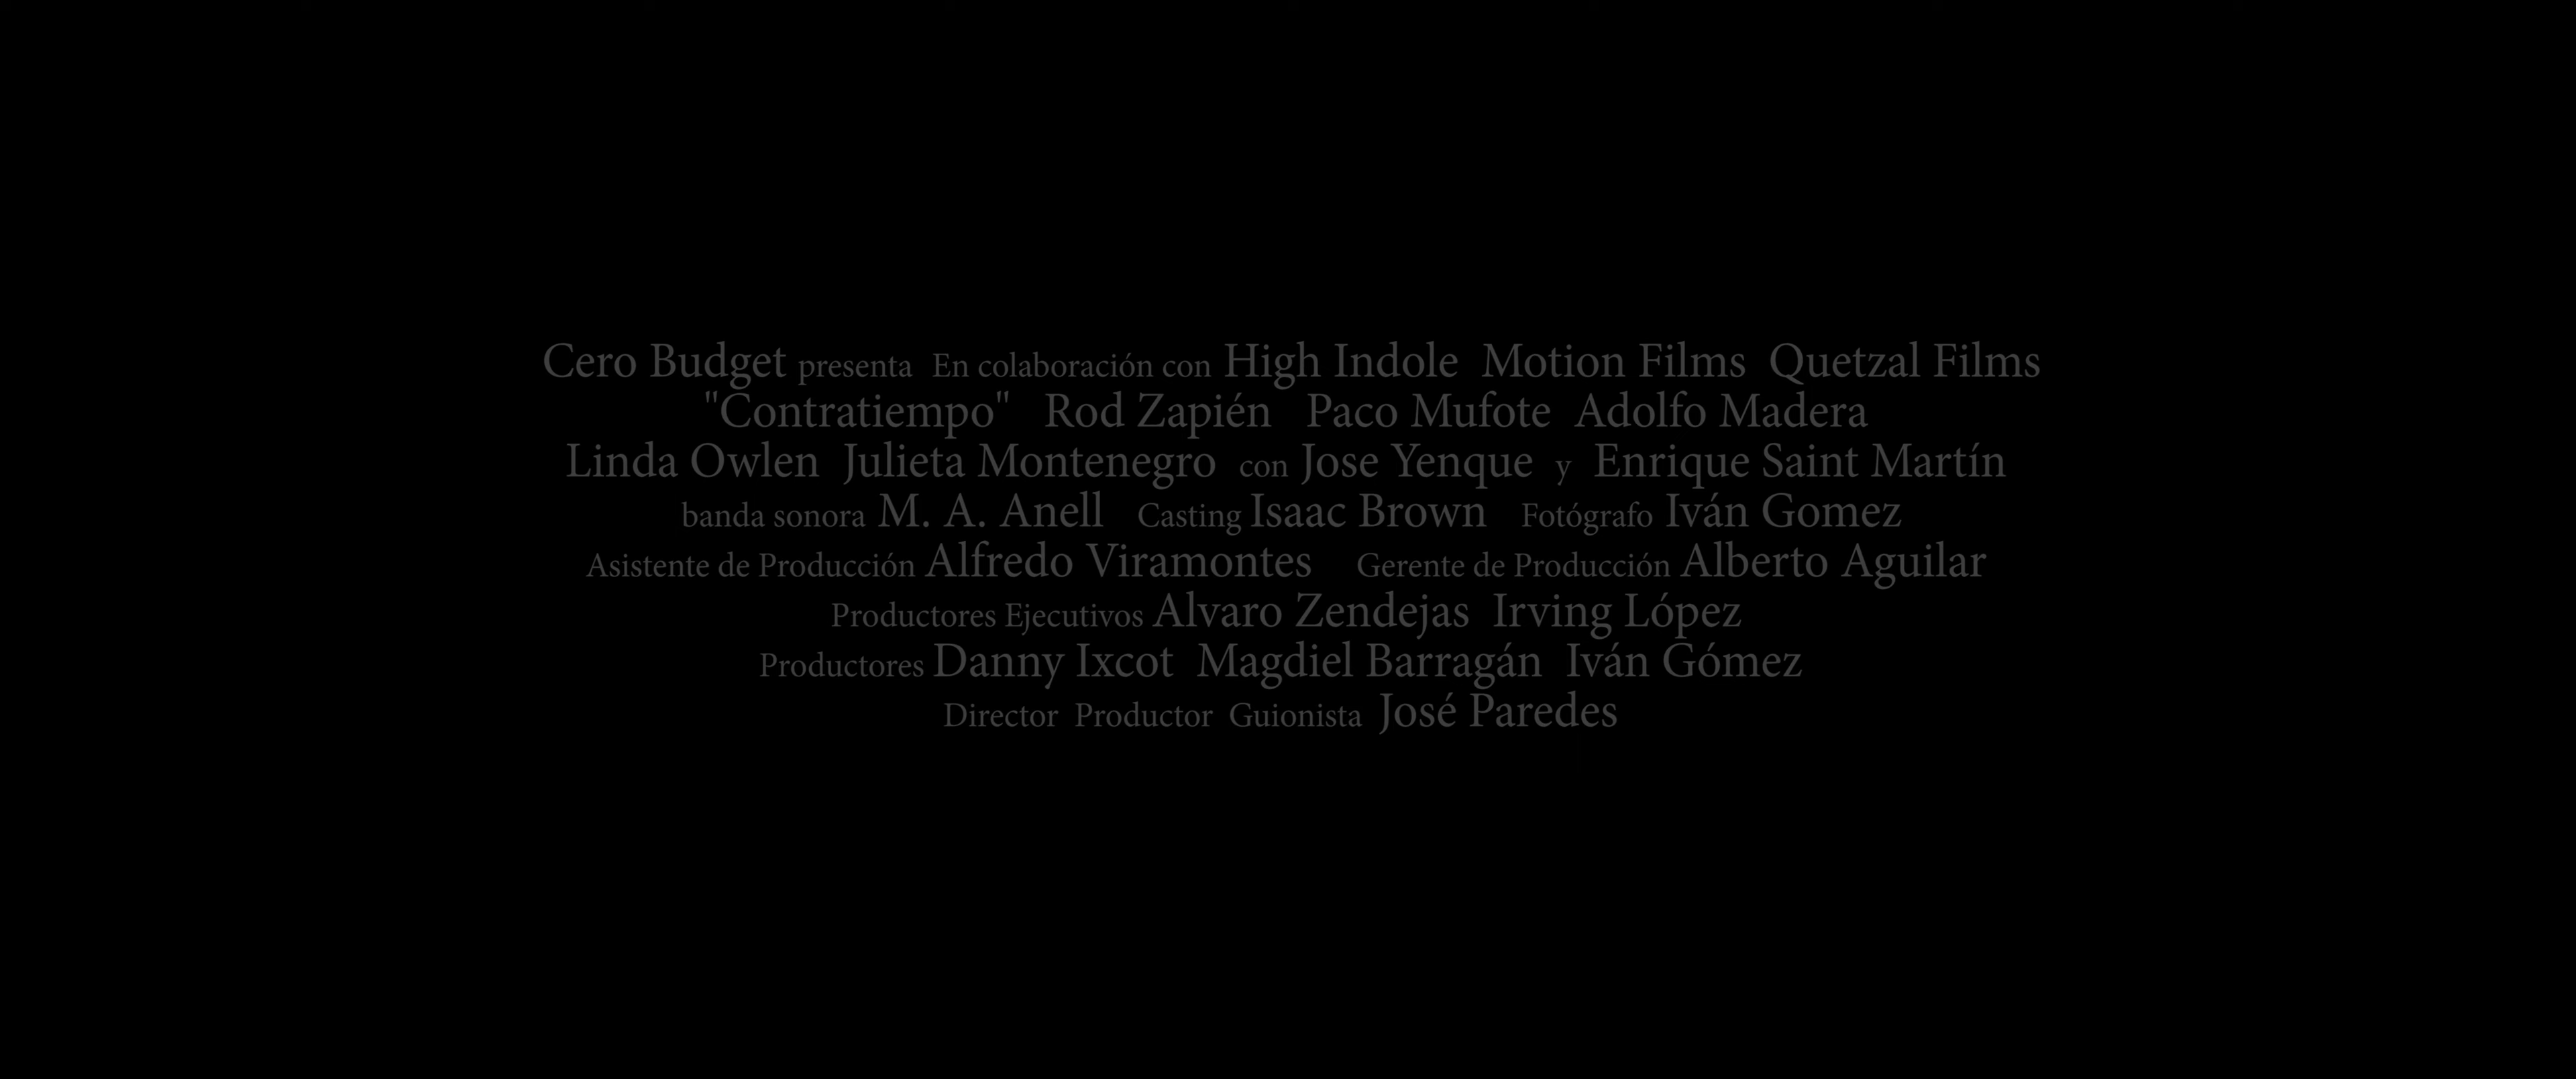 Cero Budget presenta En colaboración con High Indole Motion Films Quetzal Films
"Contratiempo" Rod Zapién Paco Mufote Adolfo Madera
Linda Owlen Julieta Montenegro con Jose Yenque y Enrique Saint Martín
banda sonora M. A. Anell Casting Isaac Brown Fotógrafo Iván Gomez
Asistente de Producción Alfredo Viramontes Gerente de Producción Alberto Aguilar
Productores Ejecutivos Alvaro Zendejas Irving López
Productores Danny Ixcot Magdiel Barragán Iván Gómez
Director Productor Guionista José Paredes